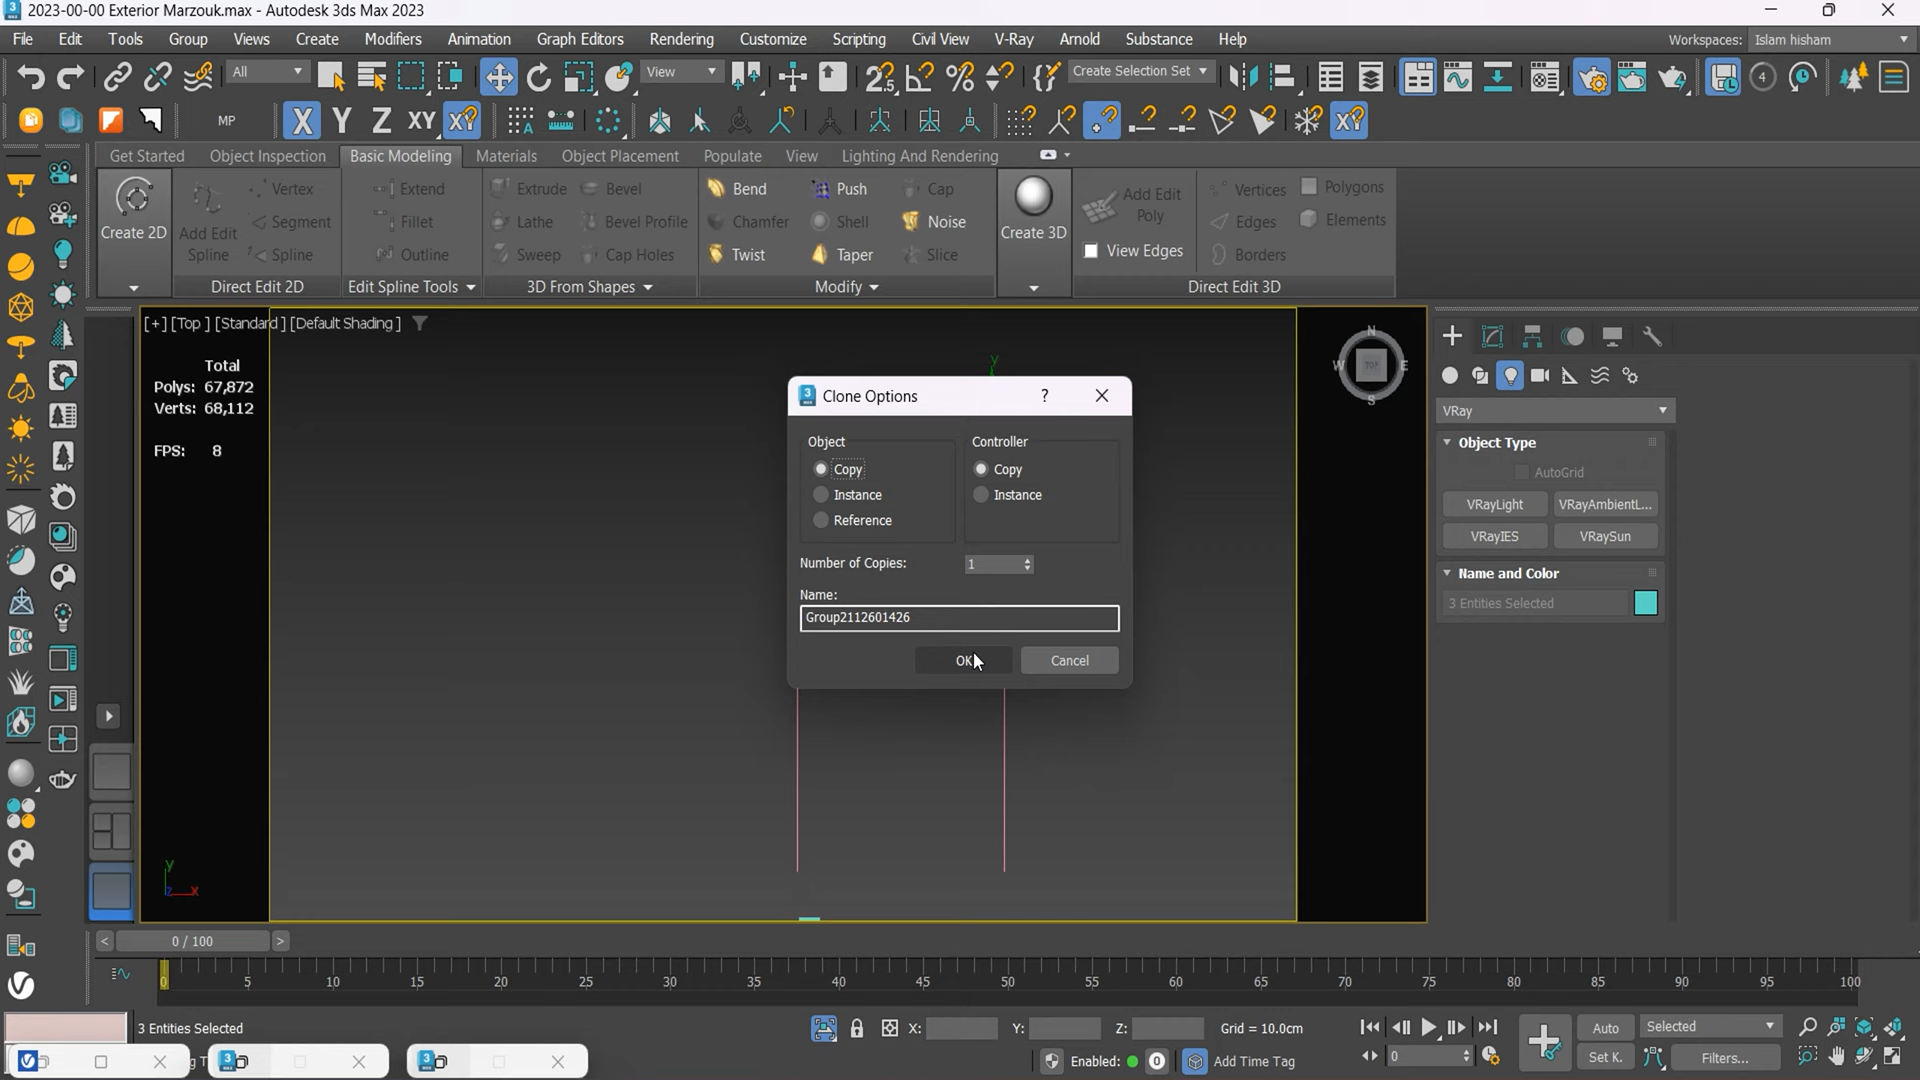 2023-00-00 Exterior Marzouk.max - Autodesk 3ds Max 2023
File Edit Tools Group Views Create Modifiers Animation Graph Editors Rendering Customize Scripting Civil View V-Ray Arnold Substance Help
Workspaces: Islam hisham
All View Create Selection Set 4
MP X Y Z XY
Get Started Object Inspection Basic Modeling Materials Object Placement Populate View Lighting And Rendering
Create 2D
Add Edit Spline
Vertex
Segment
Spline
Extend
Fillet
Outline
Extrude
Lathe
Sweep
Bevel
Bevel Profile
Cap Holes
Bend
Chamfer
Twist
Push
Shell
Taper
Cap
Noise
Slice
Create 3D
Add Edit Poly
View Edges
Vertices
Edges
Borders
Polygons
Elements
Direct Edit 2D Edit Spline Tools 3D From Shapes Modify Direct Edit 3D
[+] [Top ] [Standard ] [Default Shading ]
Total
Polys: 67,872
Verts: 68,112
FPS: 8
y
N
W TOP E
S
Clone Options ?
Object
Copy
Instance
Reference
Controller
Copy
Instance
Number of Copies: 1
Name:
Group2112601426
OK Cancel
VRay
Object Type
AutoGrid
VRayLight VRayAmbientL...
VRayIES VRaySun
Name and Color
3 Entities Selected
y
z x
< 0 / 100 >
0 5 10 15 20 25 30 35 40 45 50 55 60 65 70 75 80 85 90 95 100
3 Entities Selected
X: Y: Z: Grid = 10.0cm
Enabled: 0 Add Time Tag
0
Auto Selected
Set K. Filters...